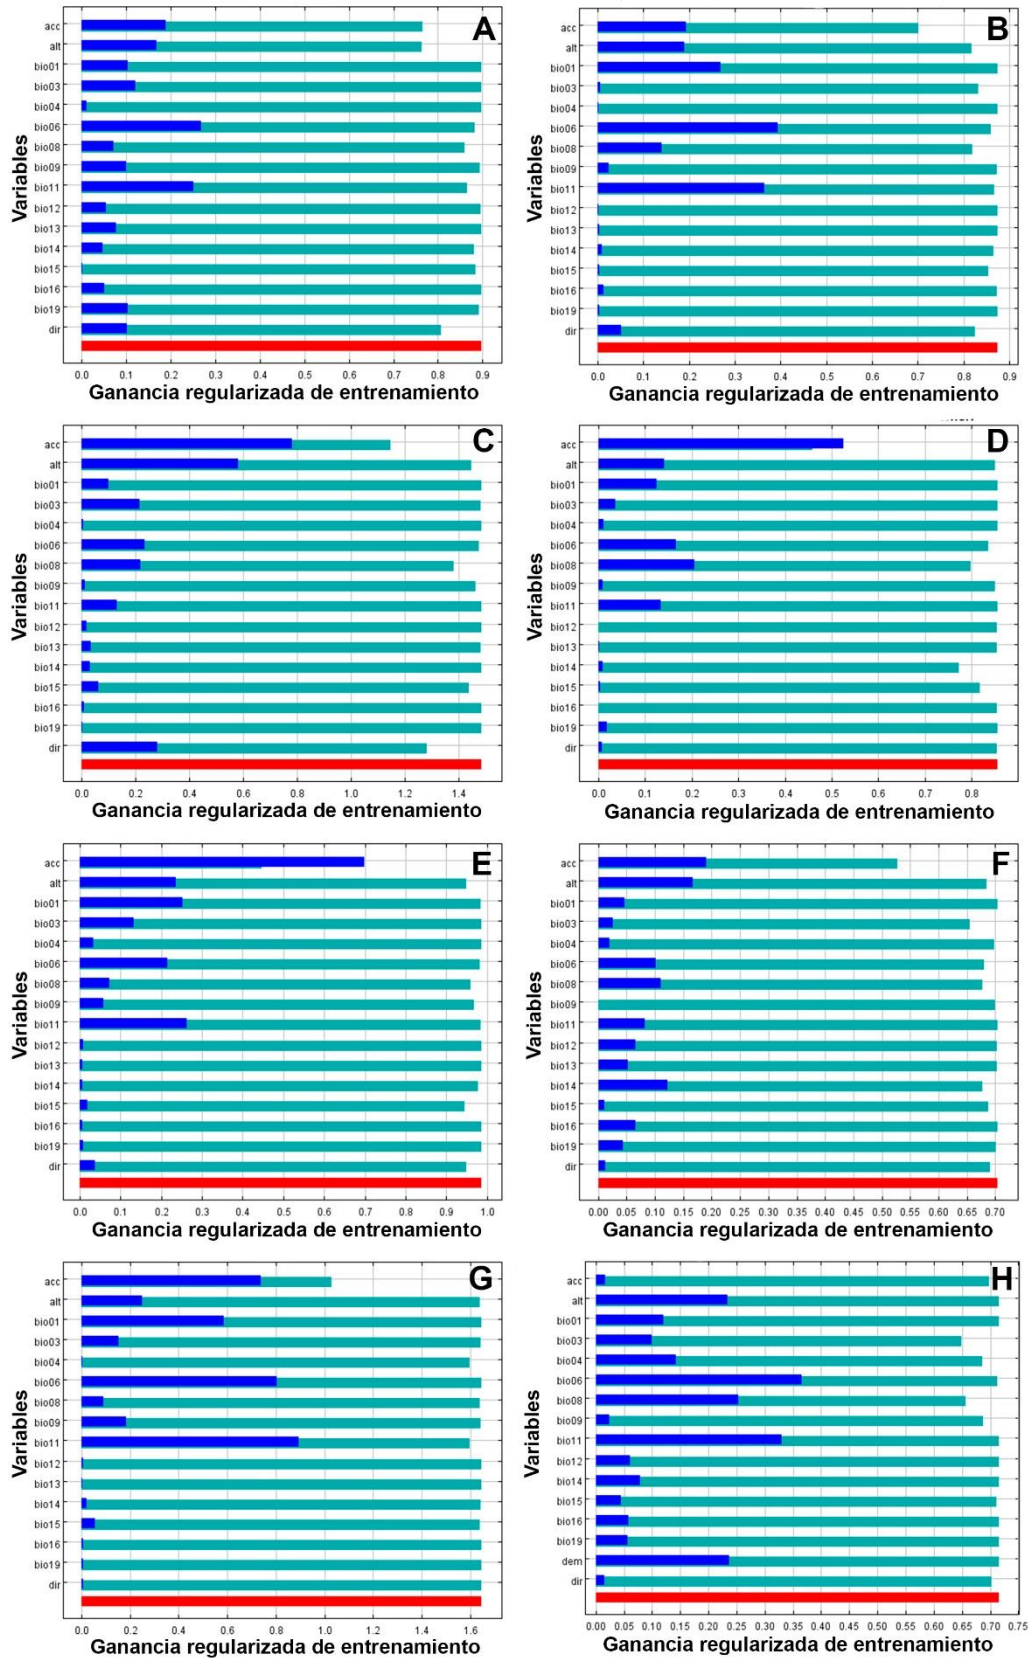 A
Variables
acc
alt
bio01
bio03
bio04
bio06
bio08
bio09
bio11
bio12
bio13
bio14
bio15
bio16
bio19
dir
0.0 0.1 0.2 0.3 0.4 0.5 0.6 0.7 0.8 0.9
Ganancia regularizada de entrenamiento
B
Variables
acc
alt
bio01
bio03
bio04
bio06
bio08
bio09
bio11
bio12
bio13
bio14
bio15
bio16
bio19
dir
0.0 0.1 0.2 0.3 0.4 0.5 0.6 0.7 0.8 0.9
Ganancia regularizada de entrenamiento
C
Variables
acc
alt
bio01
bio03
bio04
bio06
bio08
bio09
bio11
bio12
bio13
bio14
bio15
bio16
bio19
dir
0.0 0.2 0.4 0.6 0.8 1.0 1.2 1.4
Ganancia regularizada de entrenamiento
D
Variables
acc
alt
bio01
bio03
bio04
bio06
bio08
bio09
bio11
bio12
bio13
bio14
bio15
bio16
bio19
dir
0.0 0.1 0.2 0.3 0.4 0.5 0.6 0.7 0.8
Ganancia regularizada de entrenamiento
E
Variables
acc
alt
bio01
bio03
bio04
bio06
bio08
bio09
bio11
bio12
bio13
bio14
bio15
bio16
bio19
dir
0.0 0.1 0.2 0.3 0.4 0.5 0.6 0.7 0.8 0.9 1.0
Ganancia regularizada de entrenamiento
F
Variables
acc
alt
bio01
bio03
bio04
bio06
bio08
bio09
bio11
bio12
bio13
bio14
bio15
bio16
bio19
dir
0.00 0.05 0.10 0.15 0.20 0.25 0.30 0.35 0.40 0.45 0.50 0.55 0.60 0.65 0.70
Ganancia regularizada de entrenamiento
G
Variables
acc
alt
bio01
bio03
bio04
bio06
bio08
bio09
bio11
bio12
bio13
bio14
bio15
bio16
bio19
dir
0.0 0.2 0.4 0.6 0.8 1.0 1.2 1.4 1.6
Ganancia regularizada de entrenamiento
H
Variables
acc
alt
bio01
bio03
bio04
bio06
bio08
bio09
bio11
bio12
bio14
bio15
bio16
bio19
dem
dir
0.00 0.05 0.10 0.15 0.20 0.25 0.30 0.35 0.40 0.45 0.50 0.55 0.60 0.65 0.70 0.75
Ganancia regularizada de entrenamiento